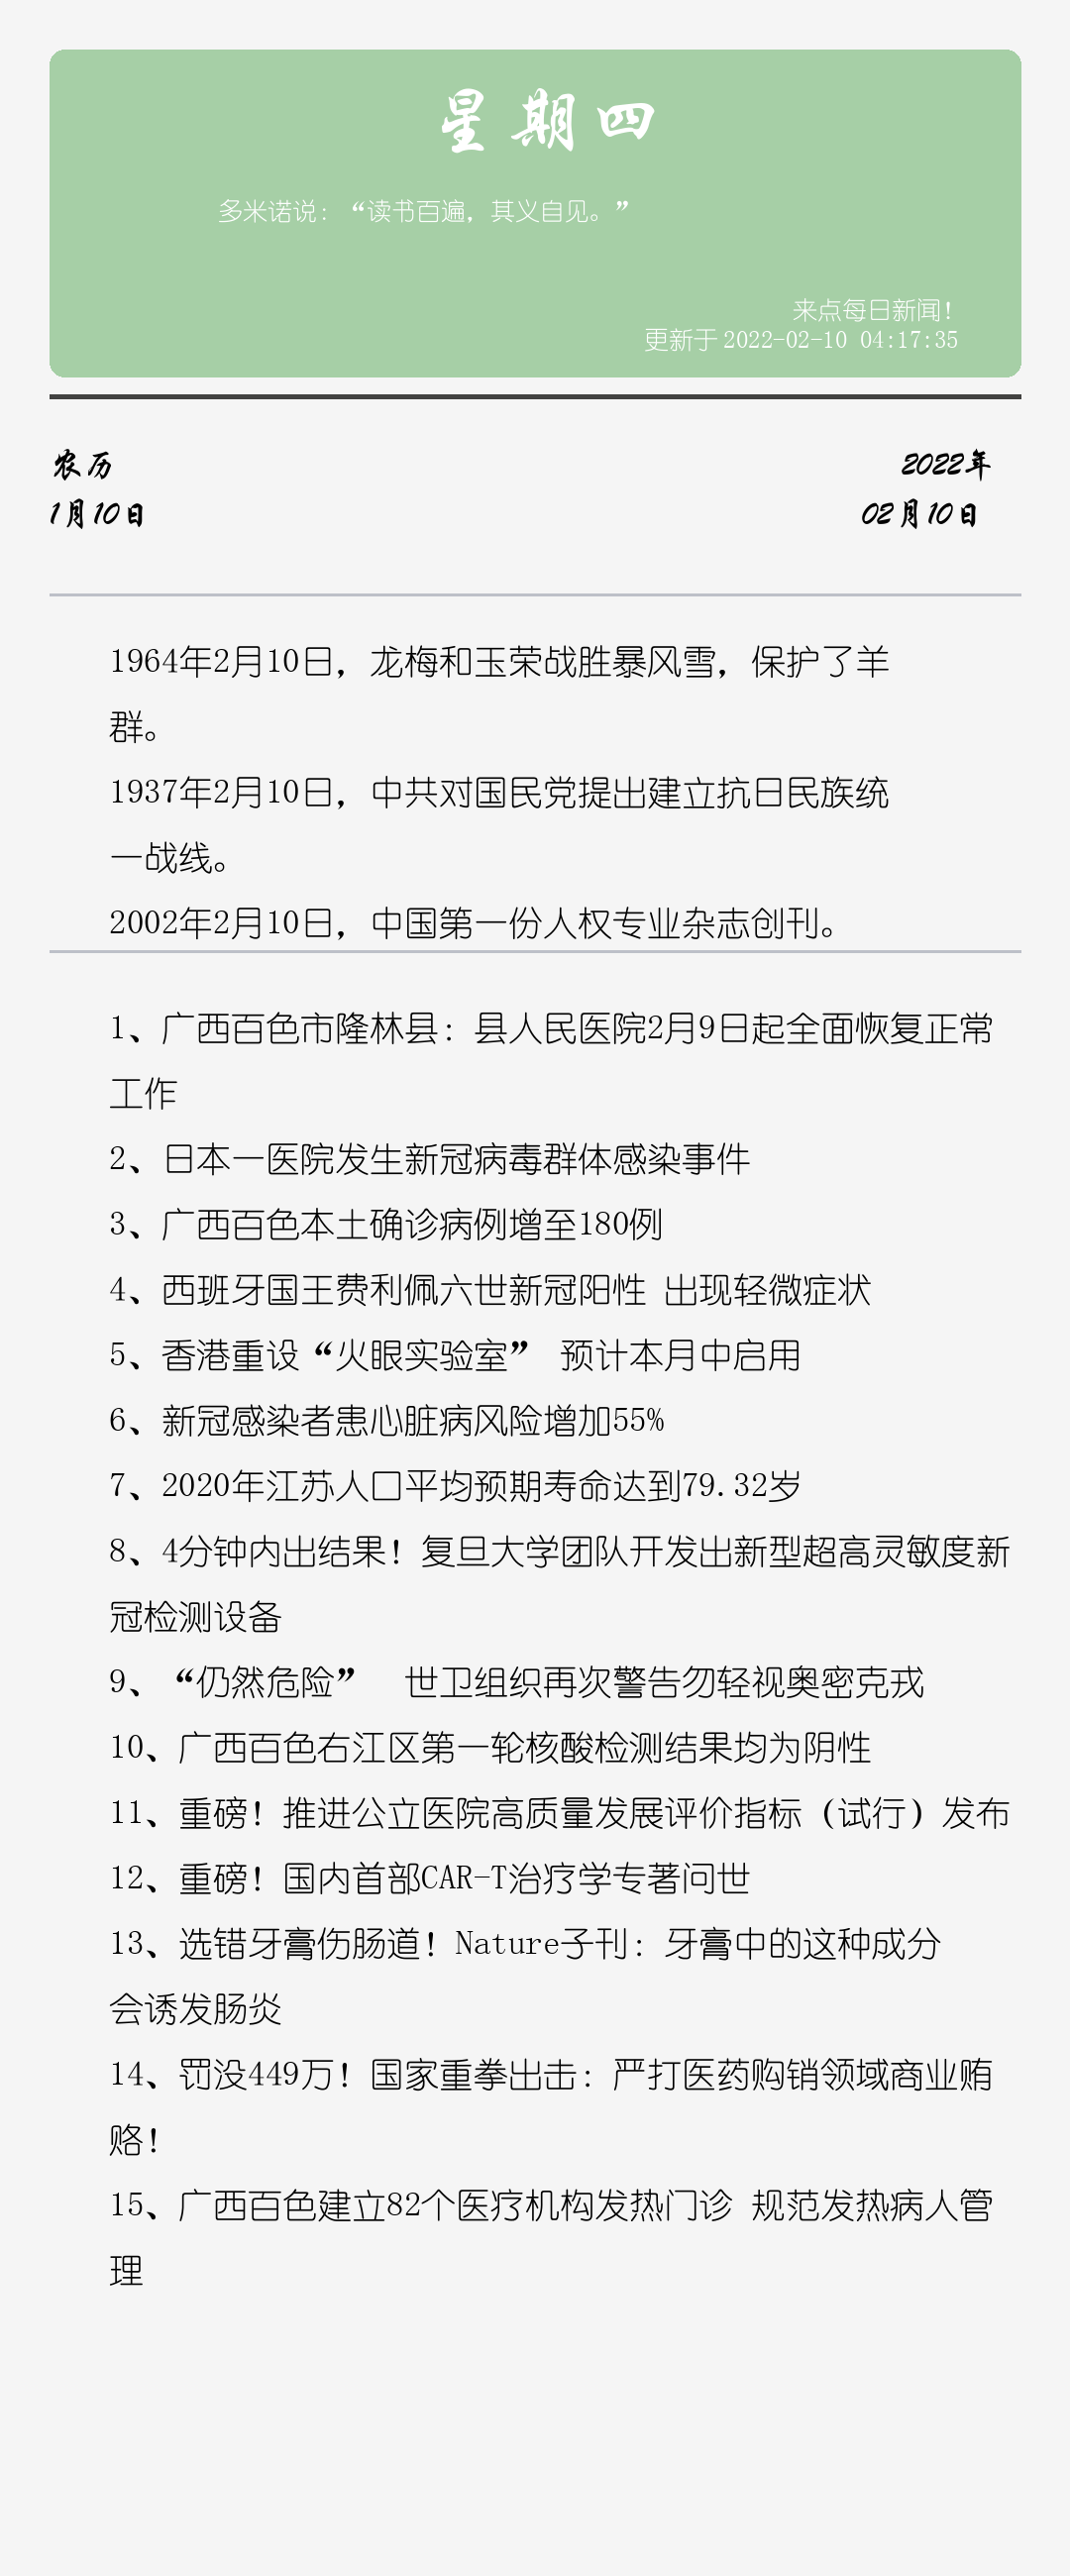 星期四
多米诺说：“读书百遍，其义自见。”
来点每日新闻！
更新于 2022-02-10 04:17:35
农历
2022年
1月10日
02月10日
1964年2月10日，龙梅和玉荣战胜暴风雪，保护了羊
群。
1937年2月10日，中共对国民党提出建立抗日民族统
一战线。
2002年2月10日，中国第一份人权专业杂志创刊。
1、广西百色市隆林县：县人民医院2月9日起全面恢复正常
工作
2、日本一医院发生新冠病毒群体感染事件
3、广西百色本土确诊病例增至180例
4、西班牙国王费利佩六世新冠阳性 出现轻微症状
5、香港重设“火眼实验室” 预计本月中启用
6、新冠感染者患心脏病风险增加55%
7、2020年江苏人口平均预期寿命达到79.32岁
8、4分钟内出结果！复旦大学团队开发出新型超高灵敏度新
冠检测设备
9、“仍然危险”　世卫组织再次警告勿轻视奥密克戎
10、广西百色右江区第一轮核酸检测结果均为阴性
11、重磅！推进公立医院高质量发展评价指标（试行）发布
12、重磅！国内首部CAR-T治疗学专著问世
13、选错牙膏伤肠道！Nature子刊：牙膏中的这种成分
会诱发肠炎
14、罚没449万！国家重拳出击：严打医药购销领域商业贿
赂！
15、广西百色建立82个医疗机构发热门诊 规范发热病人管
理